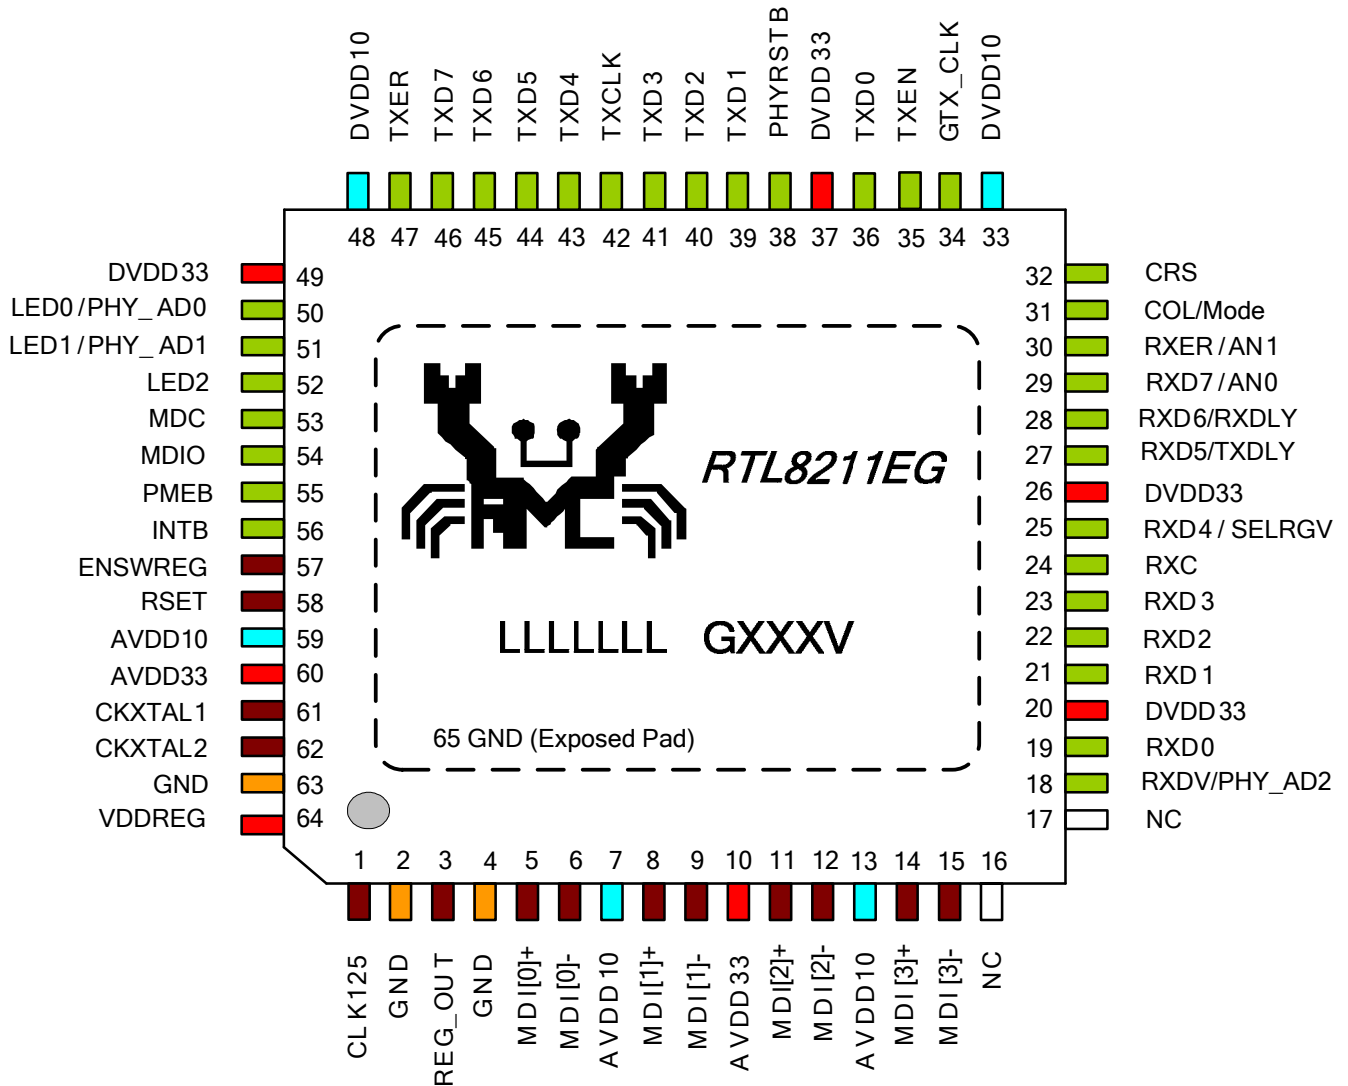 DVDD10
TXER
TXD7
TXD6
TXD5
TXD4
TXCLK
TXD3
TXD2
TXD1
PHYRSTB
DVDD33
TXD0
TXEN
GTX_CLK
DVDD10
48 47 46 45 44 43 42 41 40 39 38 37 36 35 34 33
DVDD33 49
LED0/PHY_AD0 50
LED1/PHY_AD1 51
LED2 52
MDC 53
MDIO 54
PMEB 55
INTB 56
ENSWREG 57
RSET 58
AVDD10 59
AVDD33 60
CKXTAL1 61
CKXTAL2 62
GND 63
VDDREG 64
RTL8211EG
LLLLLLL GXXXV
65 GND (Exposed Pad)
32 CRS
31 COL/Mode
30 RXER/AN1
29 RXD7/AN0
28 RXD6/RXDLY
27 RXD5/TXDLY
26 DVDD33
25 RXD4/SELRGV
24 RXC
23 RXD3
22 RXD2
21 RXD1
20 DVDD33
19 RXD0
18 RXDV/PHY_AD2
17 NC
1 2 3 4 5 6 7 8 9 10 11 12 13 14 15 16
CLK125
GND
REG_OUT
GND
MDI[0]+
MDI[0]-
AVDD10
MDI[1]+
MDI[1]-
AVDD33
MDI[2]+
MDI[2]-
AVDD10
MDI[3]+
MDI[3]-
NC